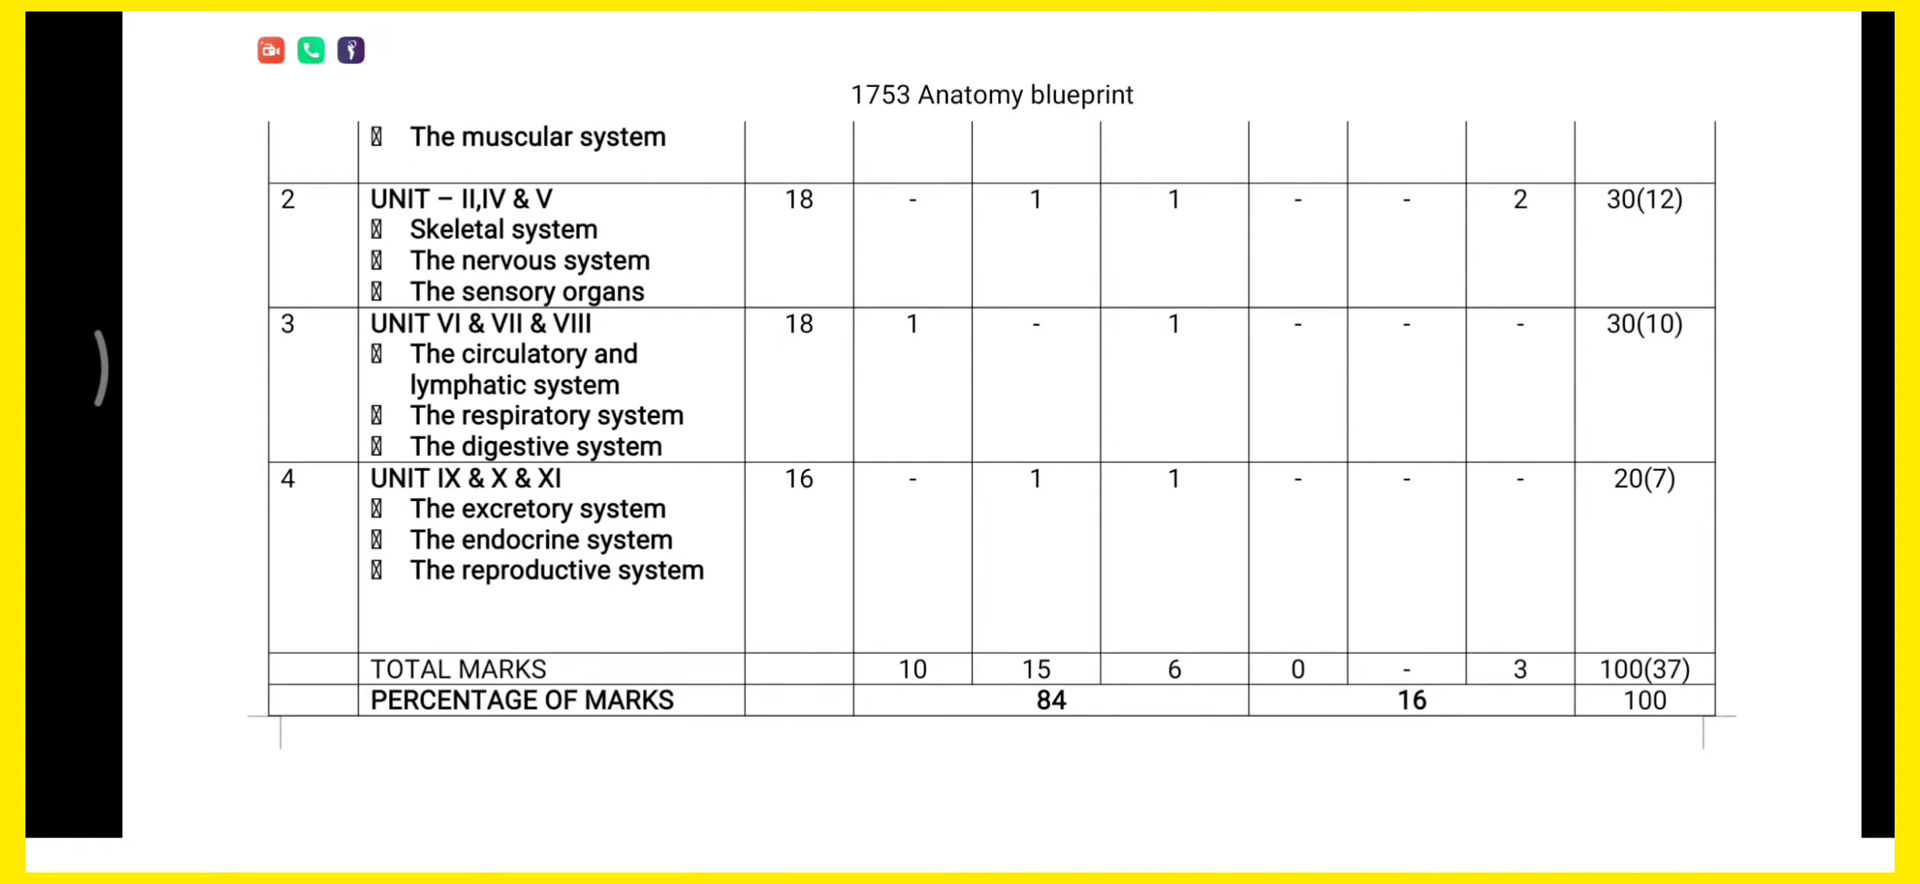 1753 Anatomy blueprint
The muscular system
2 UNIT – II,IV & V 18 - 1 1 - - 2 30(12)
Skeletal system
The nervous system
The sensory organs
3 UNIT VI & VII & VIII 18 1 - 1 - - - 30(10)
The circulatory and
lymphatic system
The respiratory system
The digestive system
4 UNIT IX & X & XI 16 - 1 1 - - - 20(7)
The excretory system
The endocrine system
The reproductive system
TOTAL MARKS 10 15 6 0 - 3 100(37)
PERCENTAGE OF MARKS 84 16 100